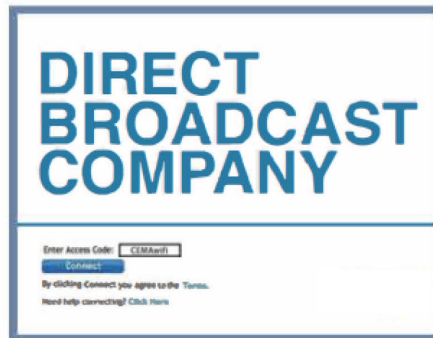 DIRECT
BROADCAST
COMPANY
Enter Access Code: CEMAwifi
Connect
By clicking Connect you agree to the Terms.
Need help connecting? Click Here